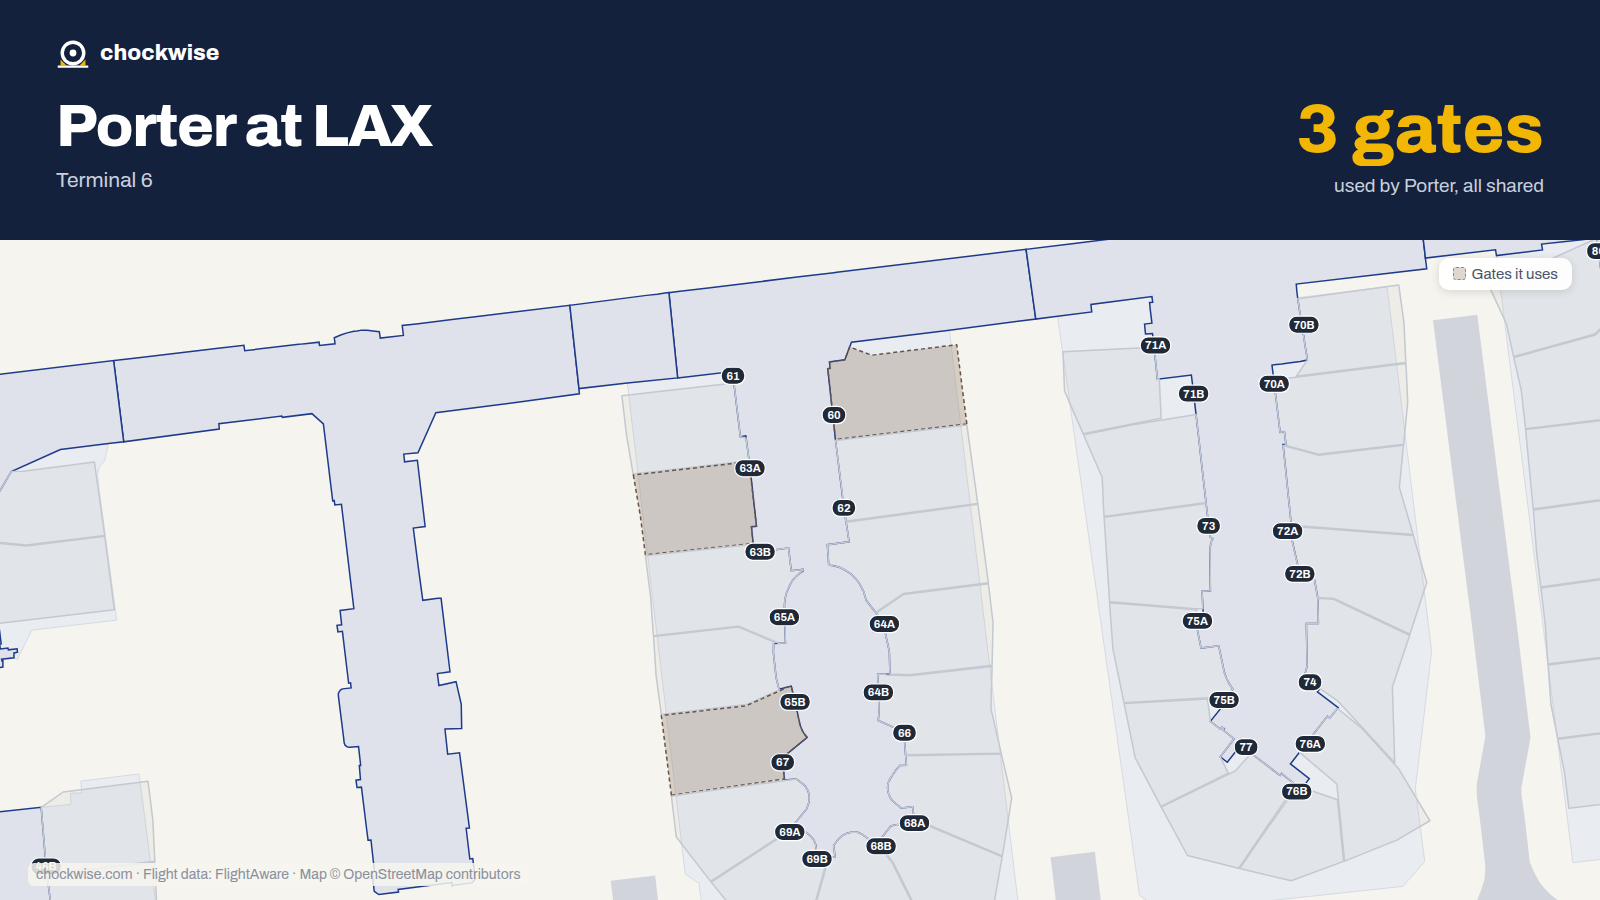 chockwise
Porter at LAX
Terminal 6
3 gates
used by Porter, all shared
Gates it uses
70B
71A
61
70A
71B
60
63A
62
73
72A
63B
72B
65A
75A
64A
74
64B
75B
65B
66
76A
77
67
76B
68A
69A
68B
69B
chockwise.com · Flight data: FlightAware · Map © OpenStreetMap contributors